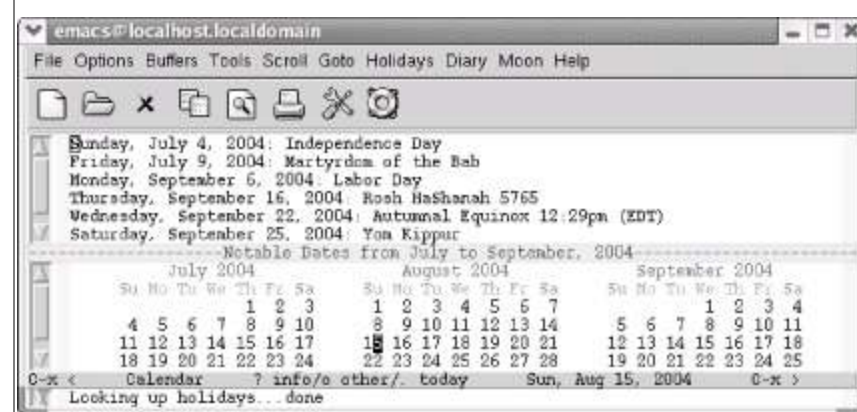 emacs@localhost.localdomain
File Options Buffers Tools Scroll Goto Holidays Diary Moon Help
Sunday, July 4, 2004: Independence Day
Friday, July 9, 2004: Martyrdom of the Bab
Monday, September 6, 2004: Labor Day
Thursday, September 16, 2004: Rosh HaShanah 5765
Wednesday, September 22, 2004: Autumnal Equinox 12:29pm (EDT)
Saturday, September 25, 2004: Yom Kippur
Notable Dates from July to September, 2004
July 2004 August 2004 September 2004
Su Mo Tu We Th Fr Sa Su Mo Tu We Th Fr Sa Su Mo Tu We Th Fr Sa
1 2 3 1 2 3 4 5 6 7 1 2 3 4
4 5 6 7 8 9 10 8 9 10 11 12 13 14 5 6 7 8 9 10 11
11 12 13 14 15 16 17 15 16 17 18 19 20 21 12 13 14 15 16 17 18
18 19 20 21 22 23 24 22 23 24 25 26 27 28 19 20 21 22 23 24 25
C-x < Calendar ? info/o other/. today Sun, Aug 15, 2004 C-x >
Looking up holidays...done